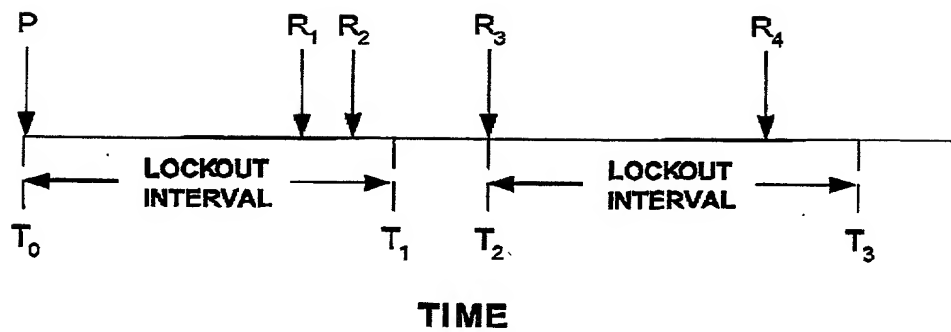 P R₁ R₂ R₃ R₄
LOCKOUT INTERVAL LOCKOUT INTERVAL
T₀ T₁ T₂ T₃
TIME